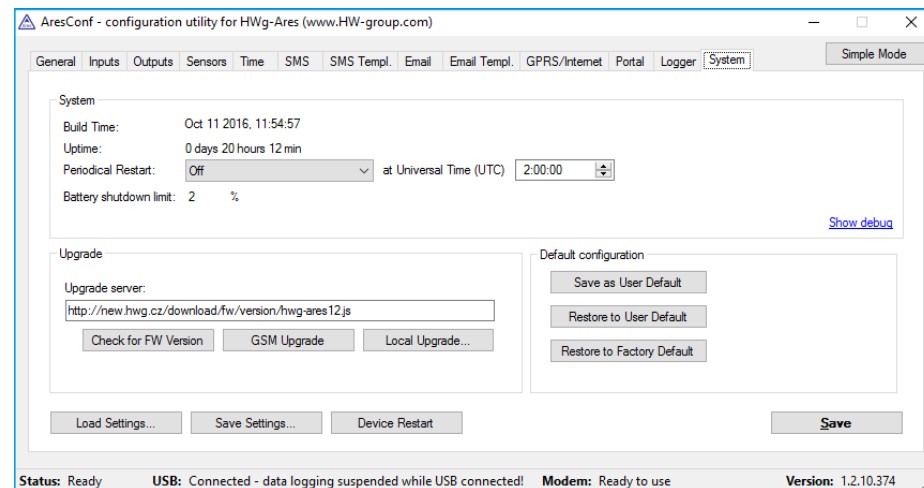 AresConf - configuration utility for HWg-Ares (www.HW-group.com)
Simple Mode
General Inputs Outputs Sensors Time SMS SMS Templ. Email Email Templ. GPRS/Internet Portal Logger System
System
Build Time: Oct 11 2016, 11:54:57
Uptime: 0 days 20 hours 12 min
Periodical Restart: Off at Universal Time (UTC) 2:00:00
Battery shutdown limit: 2 %
Show debug
Upgrade
Upgrade server:
http://new.hwg.cz/download/fw/version/hwg-ares12.js
Check for FW Version GSM Upgrade Local Upgrade...
Default configuration
Save as User Default
Restore to User Default
Restore to Factory Default
Load Settings... Save Settings... Device Restart Save
Status: Ready USB: Connected - data logging suspended while USB connected! Modem: Ready to use Version: 1.2.10.374